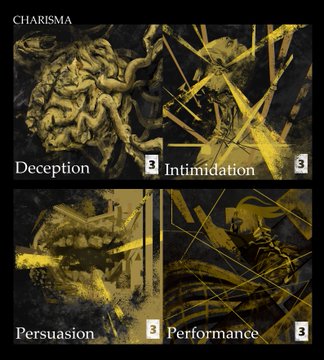 CHARISMA
3
3
Deception
Intimidation
3
3
Persuasion
Performance